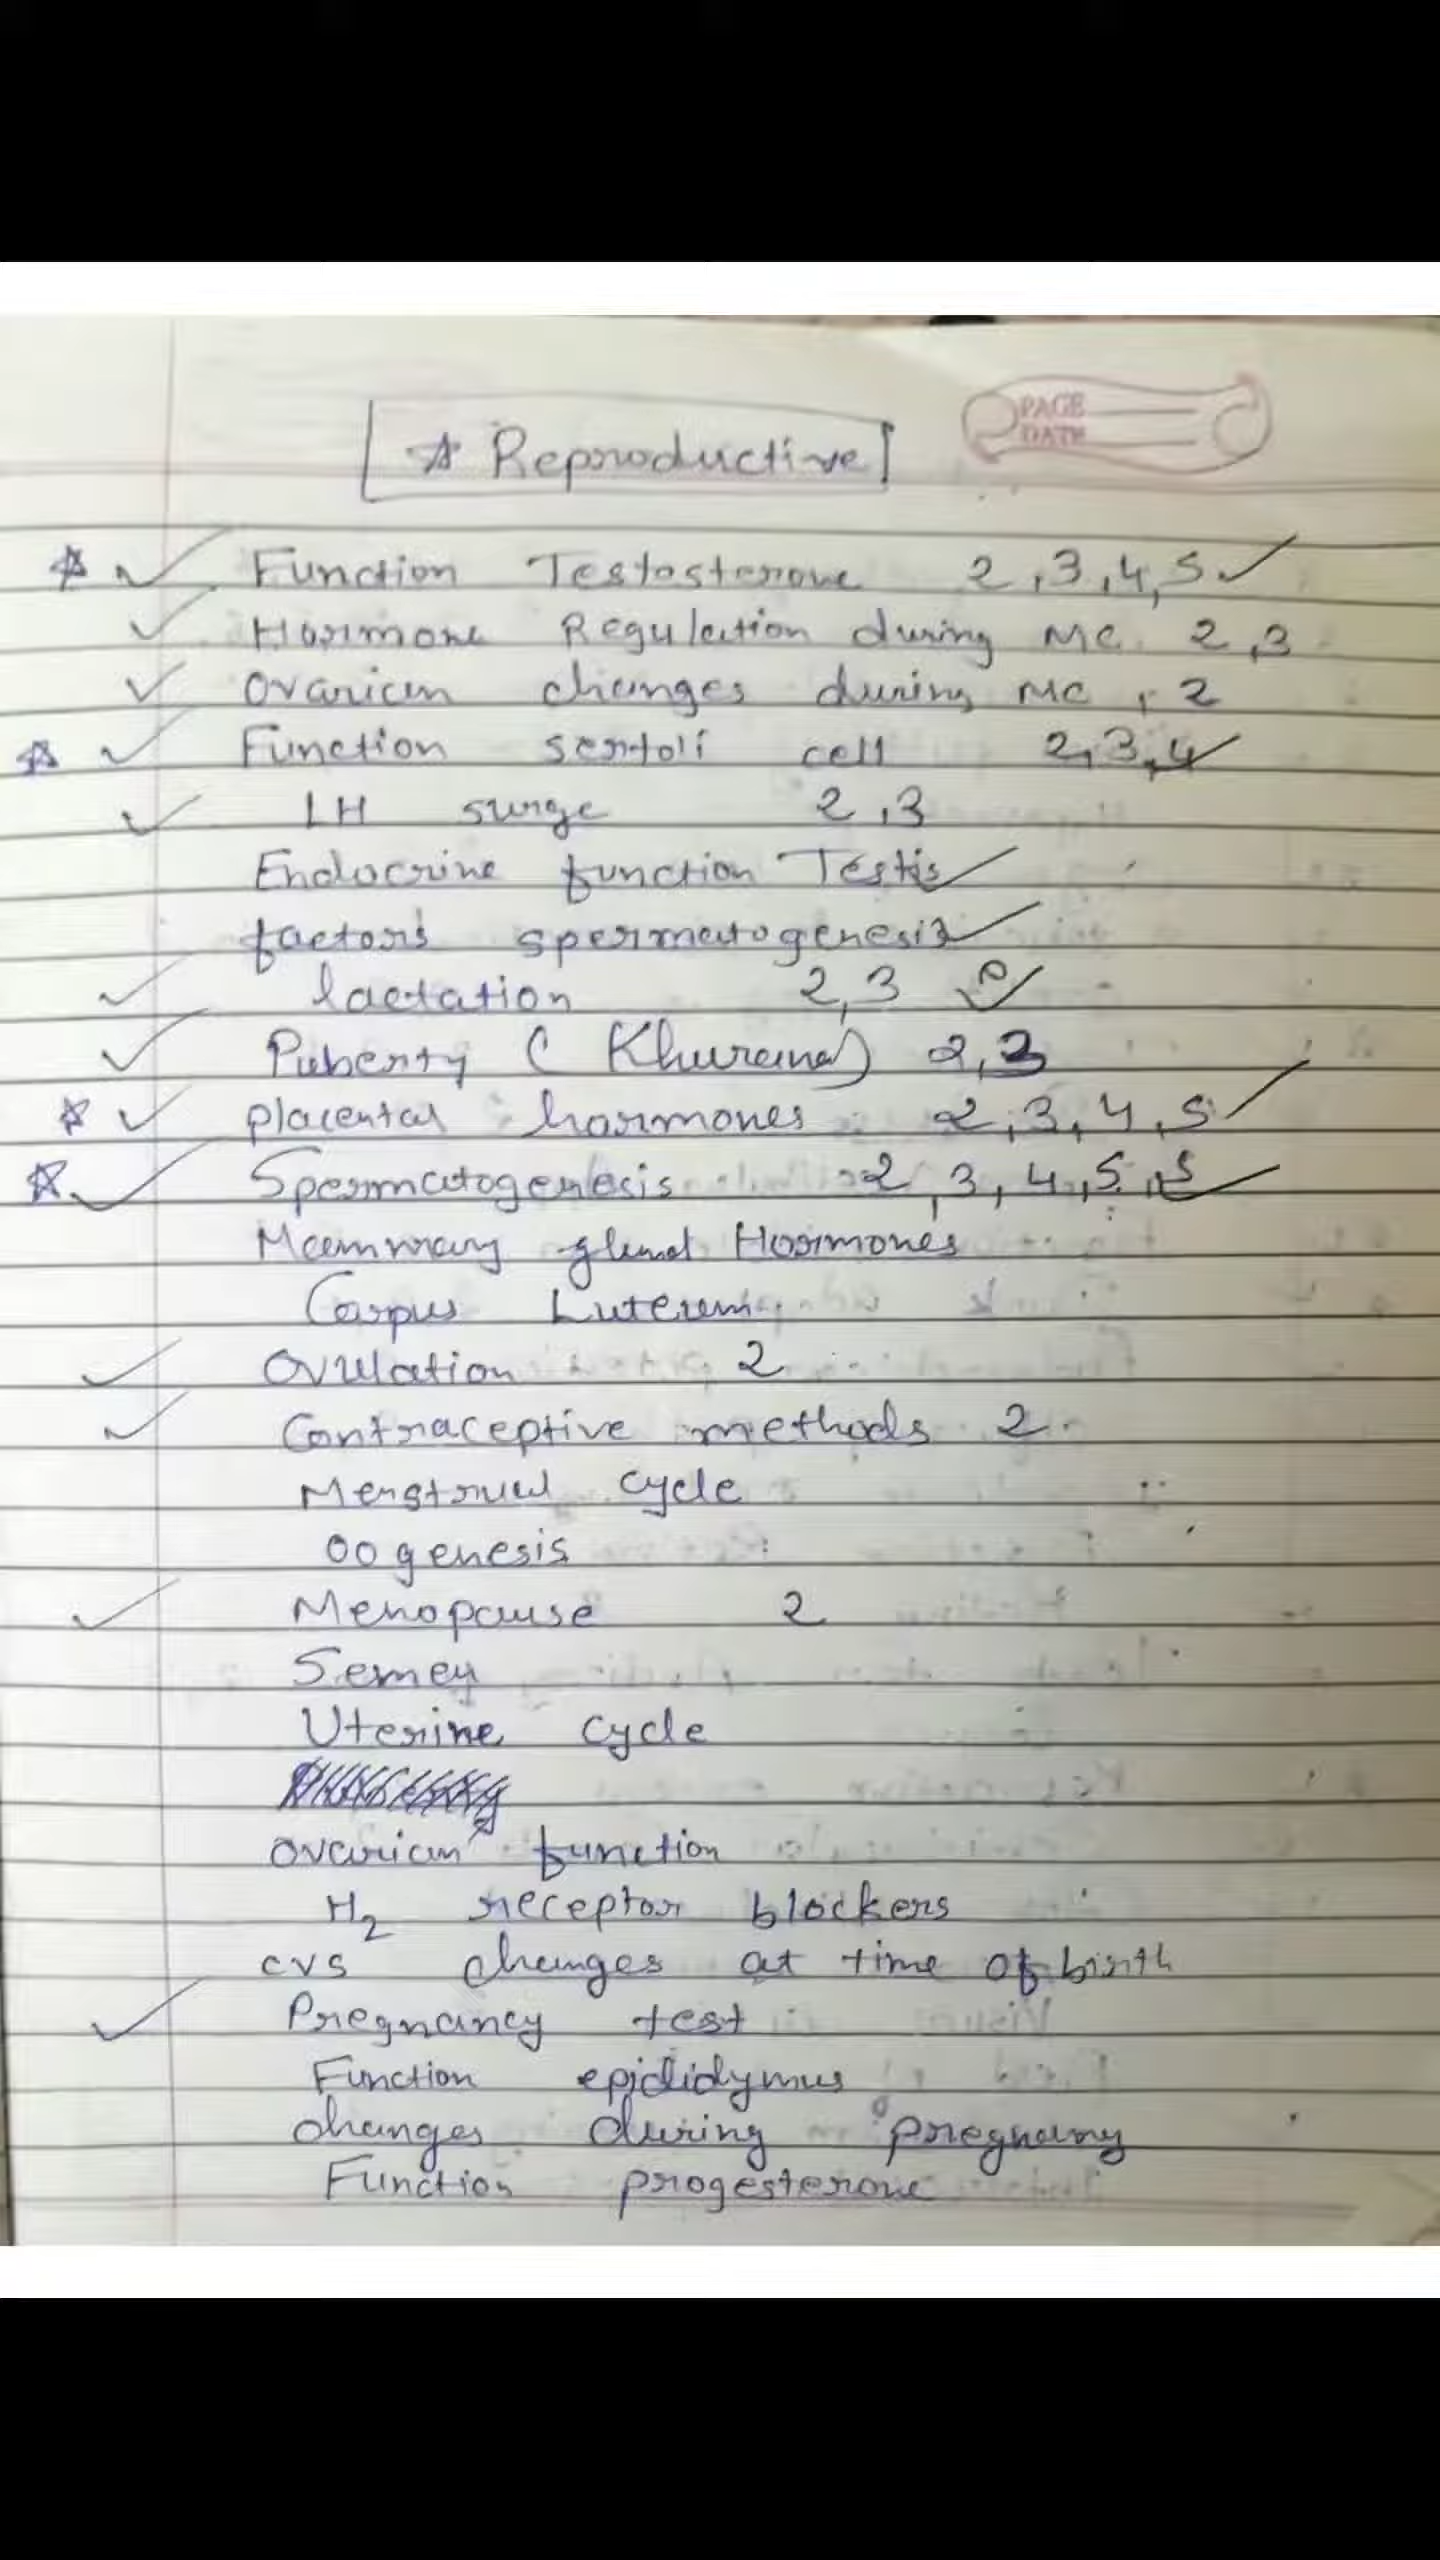 ☆ Reproductive
PAGE
DATE
☆ ✓ Function Testosterone 2,3,4,5 ✓
✓ Hormone Regulation during MC. 2,3
✓ Ovarian changes during MC, 2
☆ ✓ Function sertoli cell 2,3,4 ✓
✓ LH surge 2,3
Endocrine function Testis ✓
factors spermatogenesis ✓
✓ lactation 2,3 ✓
✓ Puberty (Khurana) 2,3
☆ ✓ placental hormones 2,3,4,5 ✓
☆ ✓ Spermatogenesis 2,3,4,5,5 ✓
Mammary gland Hormones
Corpus Luteum
✓ Ovulation 2
✓ Contraceptive methods 2
Menstrual cycle
Oogenesis
✓ Menopause 2
Semen
Uterine cycle
Ovarian function
H2 receptor blockers
CVS changes at time of birth
✓ Pregnancy test
Function epididymus
changes during pregnany
Function progesterone